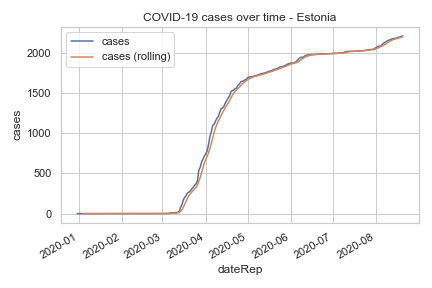 COVID-19 cases over time - Estonia
cases
cases (rolling)
2000
1500
1000
500
0
cases
2020-01
2020-02
2020-03
2020-04
2020-05
2020-06
2020-07
2020-08
dateRep